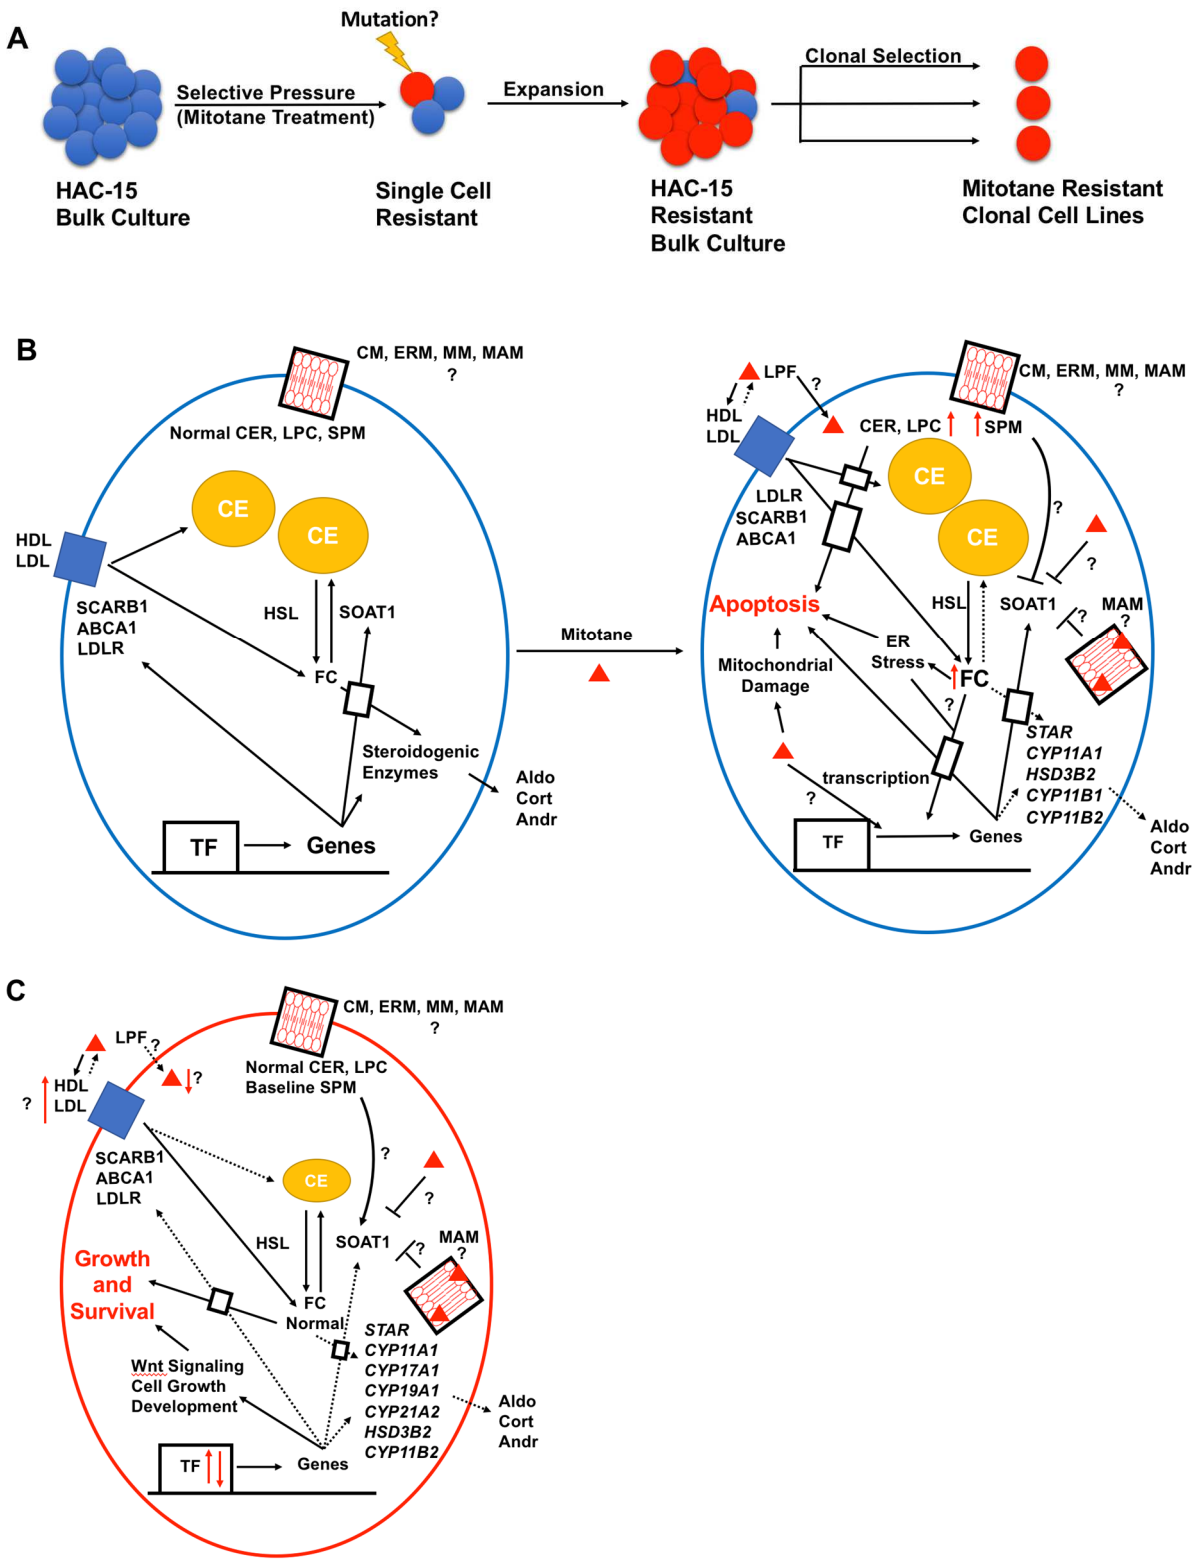 A
Mutation?
Selective Pressure
(Mitotane Treatment)
Expansion
Clonal Selection
HAC-15
Bulk Culture
Single Cell
Resistant
HAC-15
Resistant
Bulk Culture
Mitotane Resistant
Clonal Cell Lines
B
CM, ERM, MM, MAM
?
Normal CER, LPC, SPM
CE
CE
HDL
LDL
SCARB1
ABCA1
LDLR
HSL
SOAT1
FC
Steroidogenic
Enzymes
Aldo
Cort
Andr
TF
Genes
Mitotane
LPF
?
HDL
LDL
CM, ERM, MM, MAM
?
CER, LPC
SPM
CE
CE
LDLR
SCARB1
ABCA1
?
?
Apoptosis
HSL
SOAT1
MAM
?
?
ER
Stress
Mitochondrial
Damage
FC
?
STAR
CYP11A1
HSD3B2
CYP11B1
CYP11B2
transcription
?
TF
Genes
Aldo
Cort
Andr
C
CM, ERM, MM, MAM
?
LPF
?
?
HDL
LDL
?
Normal CER, LPC
Baseline SPM
?
?
SCARB1
ABCA1
LDLR
CE
HSL
SOAT1
MAM
?
?
Growth
and
Survival
FC
Normal
STAR
CYP11A1
CYP17A1
CYP19A1
CYP21A2
HSD3B2
CYP11B2
Wnt Signaling
Cell Growth
Development
Aldo
Cort
Andr
TF
Genes